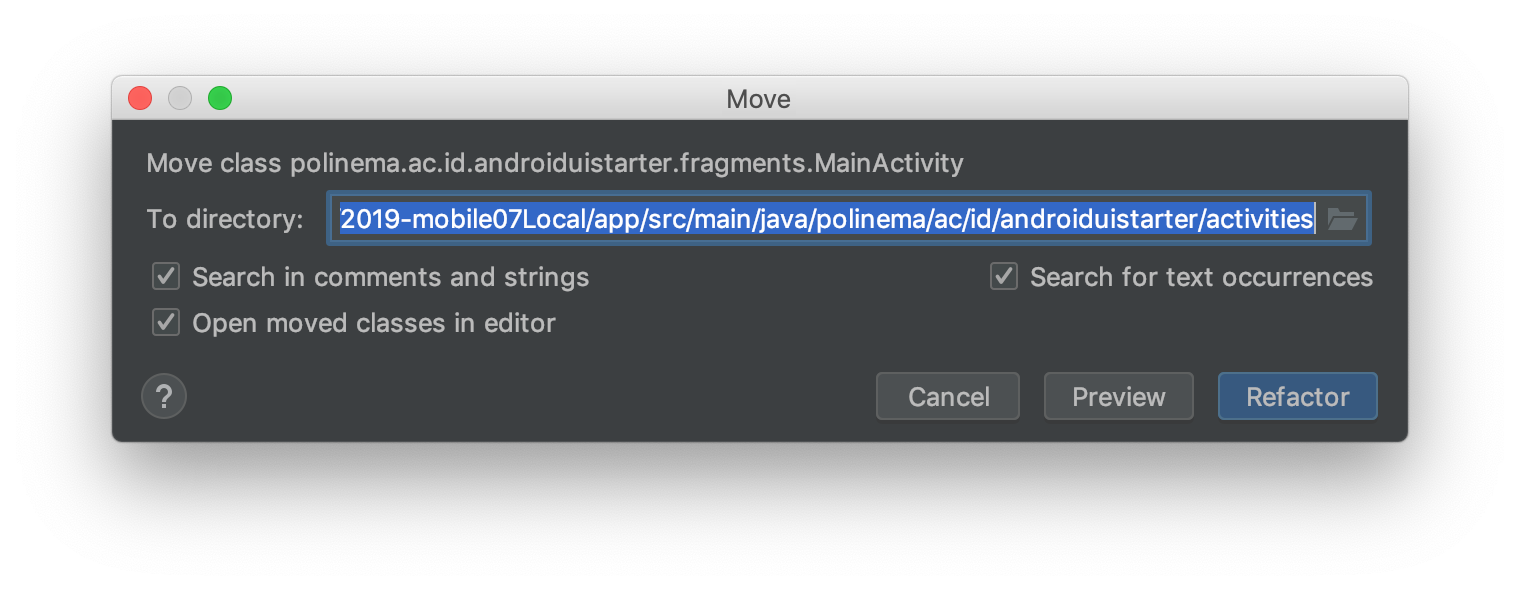 Move
Move class polinema.ac.id.androiduistarter.fragments.MainActivity
To directory: 2019-mobile07Local/app/src/main/java/polinema/ac/id/androiduistarter/activities
Search in comments and strings Search for text occurrences
Open moved classes in editor
? Cancel Preview Refactor